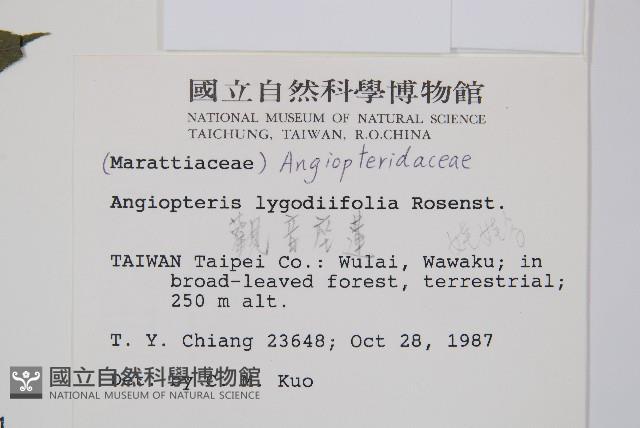 國立自然科學博物館
NATIONAL MUSEUM OF NATURAL SCIENCE
TAICHUNG, TAIWAN, R.O.CHINA
(Marattiaceae) Angiopteridaceae
Angiopteris lygodiifolia Rosenst.
觀音座蓮
TAIWAN Taipei Co.: Wulai, Wawaku; in
broad-leaved forest, terrestrial;
250 m alt.
T. Y. Chiang 23648; Oct 28, 1987
Det. by C. M. Kuo
國立自然科學博物館
NATIONAL MUSEUM OF NATURAL SCIENCE